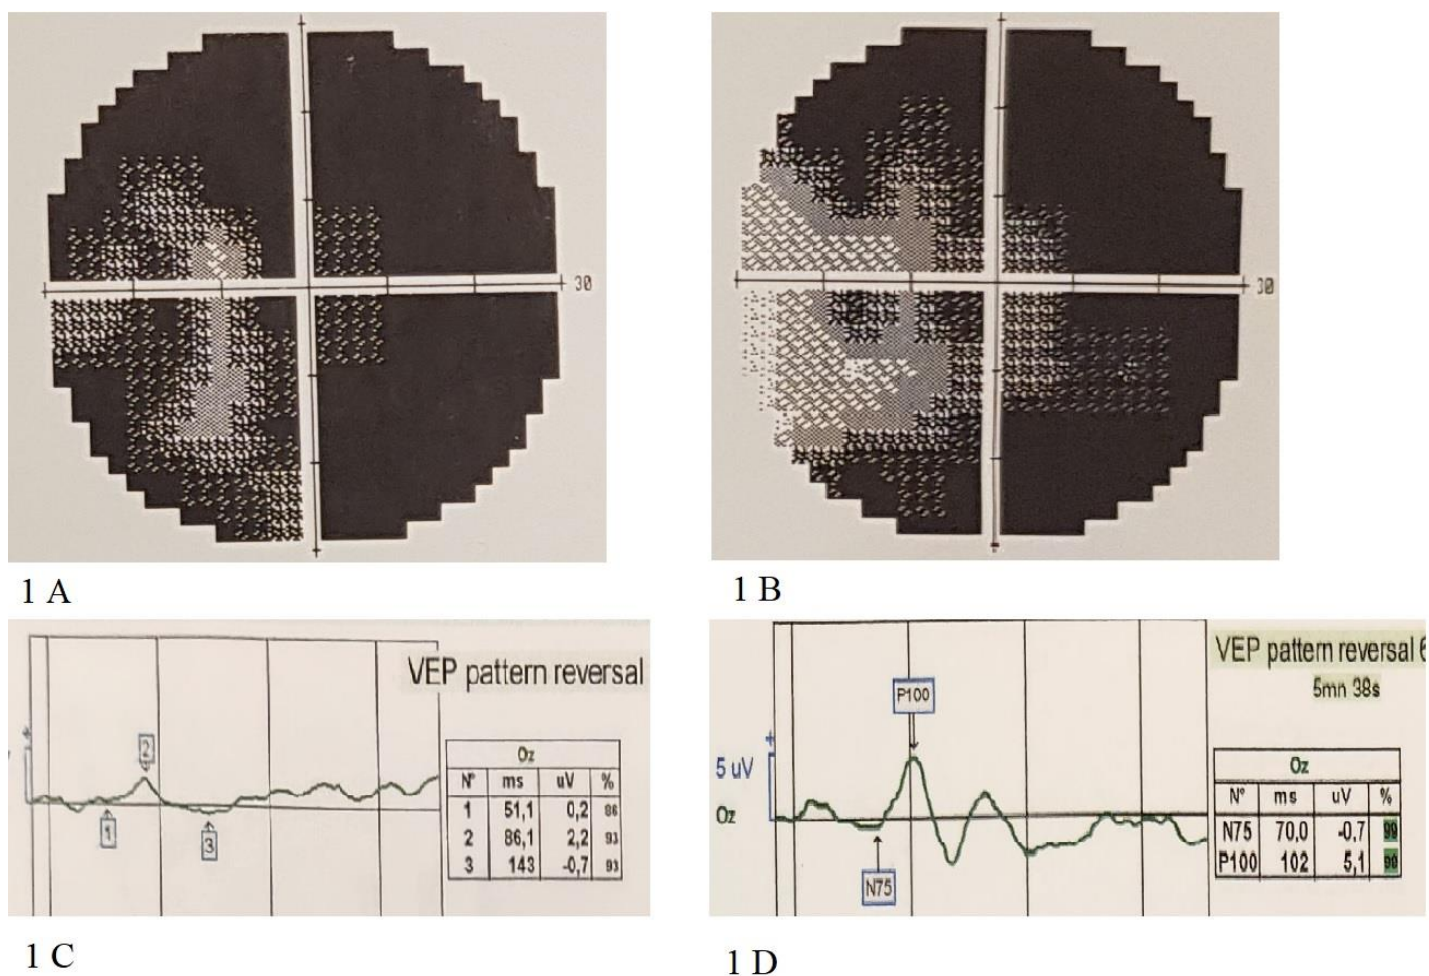 30
30
1 A
1 B
VEP pattern reversal
2
1
3
Oz
N° ms uV %
1 51,1 0,2 86
2 86,1 2,2 93
3 143 -0,7 93
VEP pattern reversal 6
5mn 38s
P100
+
5 uV
Oz
N75
Oz
N° ms uV %
N75 70,0 -0,7 99
P100 102 5,1 99
1 C
1 D